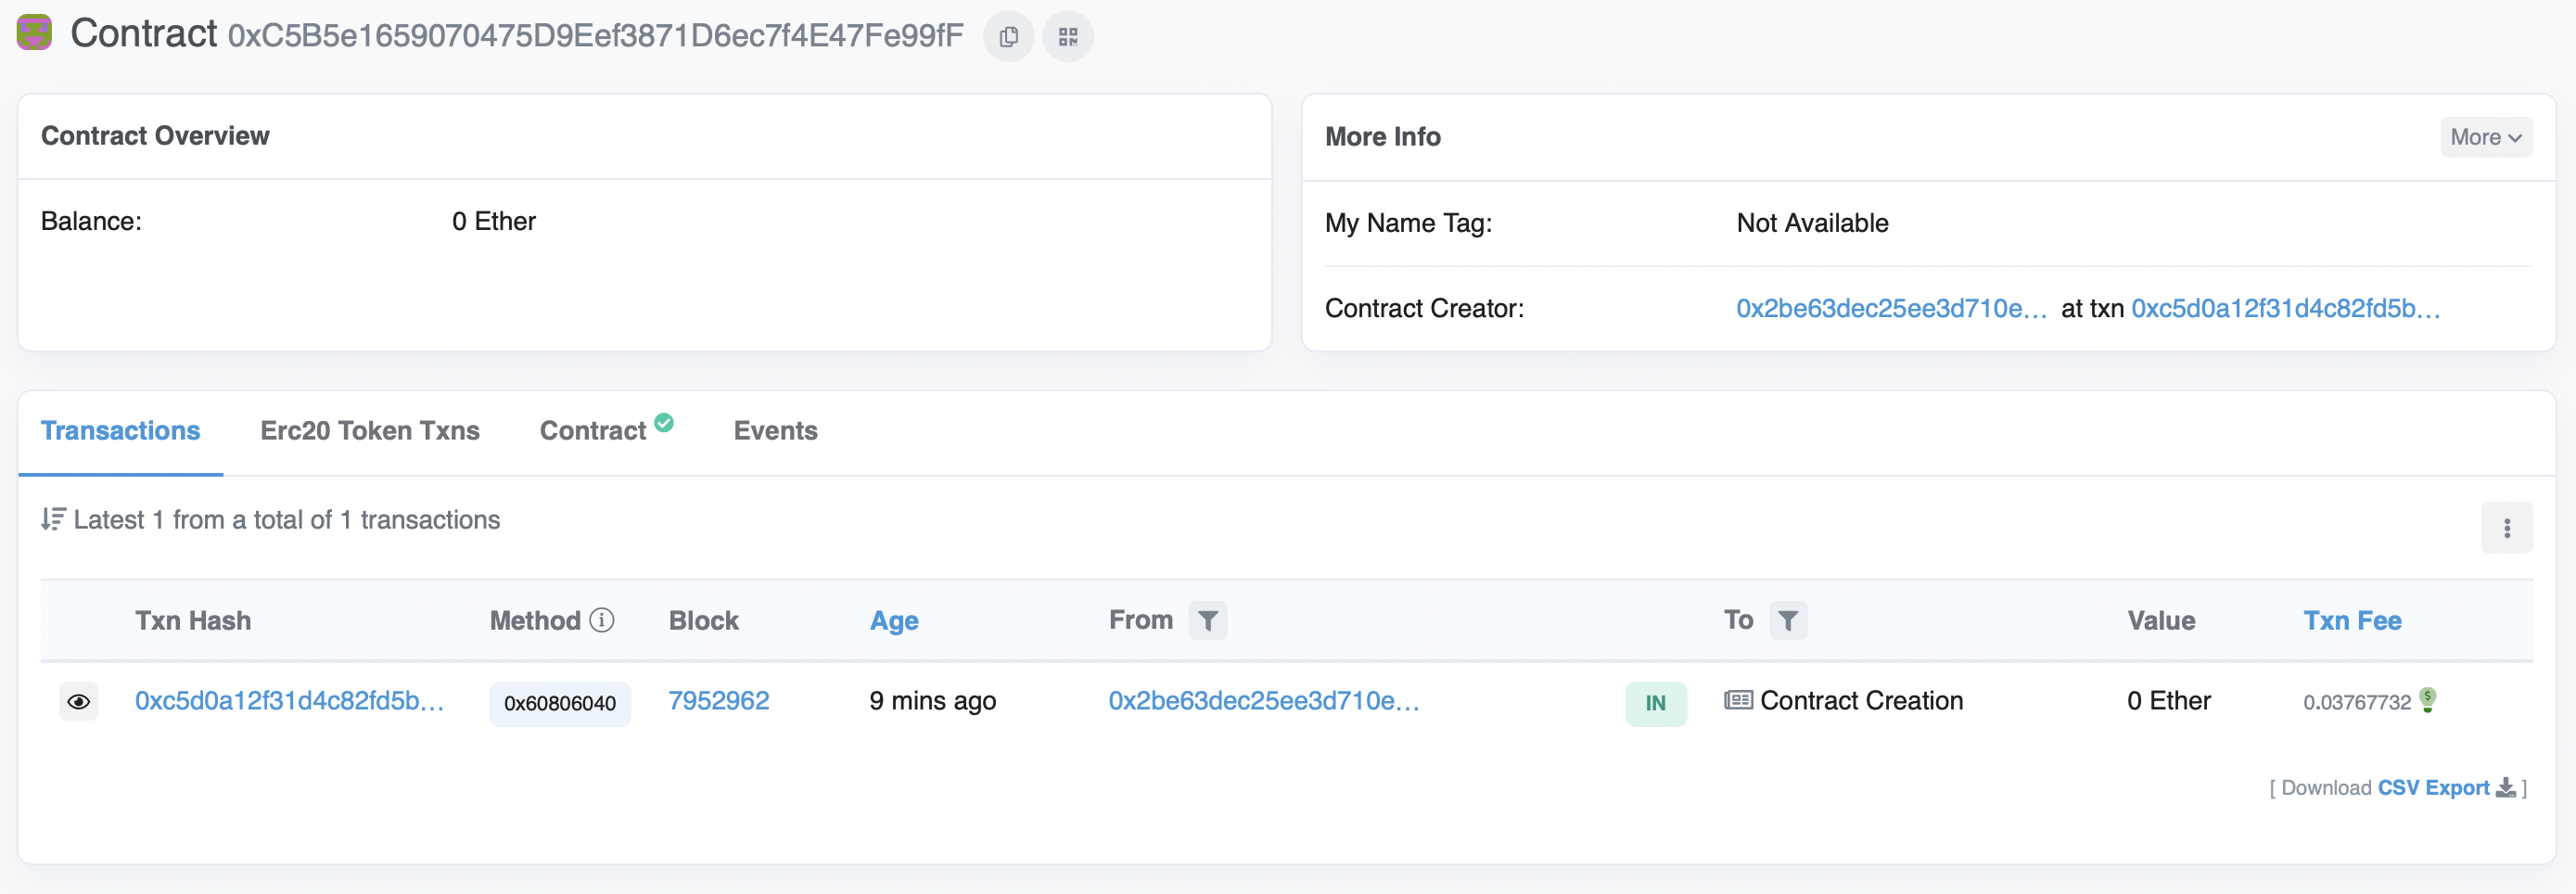 Contract 0xC5B5e1659070475D9Eef3871D6ec7f4E47Fe99fF
Contract Overview
Balance: 0 Ether
More Info
More
My Name Tag: Not Available
Contract Creator: 0x2be63dec25ee3d710e... at txn 0xc5d0a12f31d4c82fd5b...
Transactions Erc20 Token Txns Contract Events
Latest 1 from a total of 1 transactions
Txn Hash Method Block Age From To Value Txn Fee
0xc5d0a12f31d4c82fd5b... 0x60806040 7952962 9 mins ago 0x2be63dec25ee3d710e... IN Contract Creation 0 Ether 0.03767732
[ Download CSV Export ]